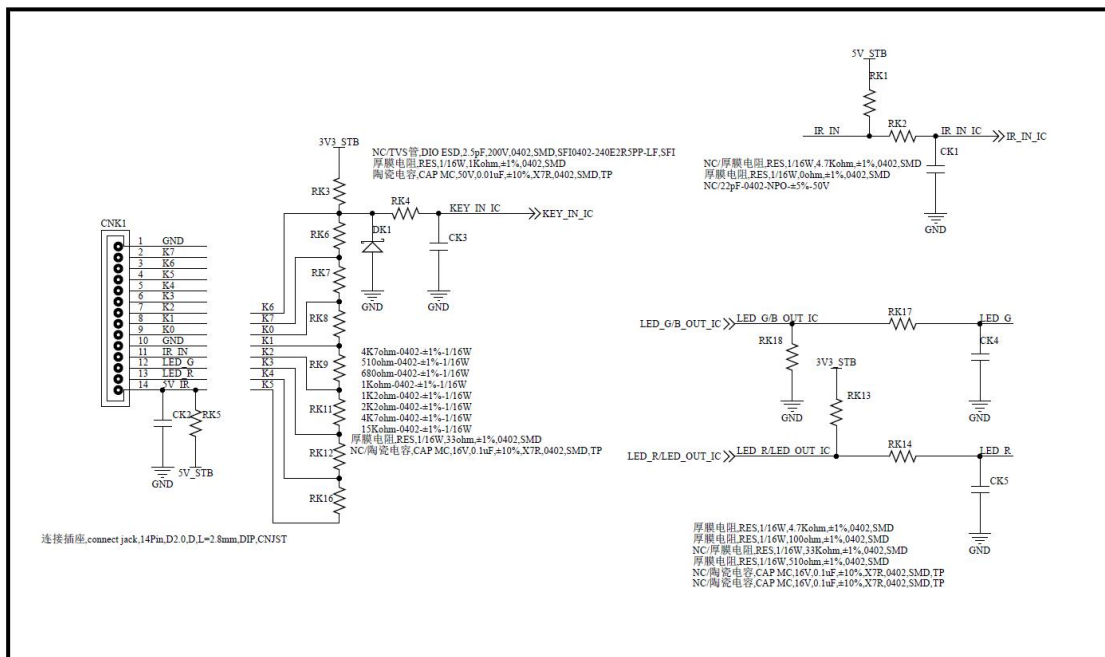 5V_STB
RK1
IR_IN
RK2
IR_IN_IC
IR_IN_IC
CK1
NC/厚膜电阻,RES,1/16W,4.7Kohm,±1%,0402,SMD
厚膜电阻,RES,1/16W,0ohm,±1%,0402,SMD
NC/22pF-0402-NPO-±5%-50V
GND
3V3_STB
NC/TVS管,DIO ESD,2.5pF,200V,0402,SMD,SFI0402-240E2R5PP-LF,SFI
厚膜电阻,RES,1/16W,1Kohm,±1%,0402,SMD
陶瓷电容,CAP MC,50V,0.01uF,±10%,X7R,0402,SMD,TP
RK3
RK4
KEY_IN_IC
KEY_IN_IC
DK1
CK3
GND
GND
RK6
RK7
RK8
RK9
RK11
RK12
RK16
CNK1
1 GND
2 K7
3 K6
4 K5
5 K4
6 K3
7 K2
8 K1
9 K0
10 GND
11 IR_IN
12 LED_G
13 LED_R
14 5V_IR
K6
K7
K0
K1
K2
K3
K4
K5
4K7ohm-0402-±1%-1/16W
510ohm-0402-±1%-1/16W
680ohm-0402-±1%-1/16W
1Kohm-0402-±1%-1/16W
1K2ohm-0402-±1%-1/16W
2K2ohm-0402-±1%-1/16W
4K7ohm-0402-±1%-1/16W
15Kohm-0402-±1%-1/16W
厚膜电阻,RES,1/16W,33ohm,±1%,0402,SMD
NC/陶瓷电容,CAP MC,16V,0.1uF,±10%,X7R,0402,SMD,TP
CK2
RK5
GND
5V_STB
连接插座,connect jack,14Pin,D2.0,D,L=2.8mm,DIP,CNJST
LED_G/B_OUT_IC
LED_G/B_OUT_IC
RK17
LED_G
RK18
CK4
GND
GND
3V3_STB
RK13
LED_R/LED_OUT_IC
LED_R/LED_OUT_IC
RK14
LED_R
CK5
GND
厚膜电阻,RES,1/16W,4.7Kohm,±1%,0402,SMD
厚膜电阻,RES,1/16W,100ohm,±1%,0402,SMD
NC/厚膜电阻,RES,1/16W,33Kohm,±1%,0402,SMD
厚膜电阻,RES,1/16W,510ohm,±1%,0402,SMD
NC/陶瓷电容,CAP MC,16V,0.1uF,±10%,X7R,0402,SMD,TP
NC/陶瓷电容,CAP MC,16V,0.1uF,±10%,X7R,0402,SMD,TP